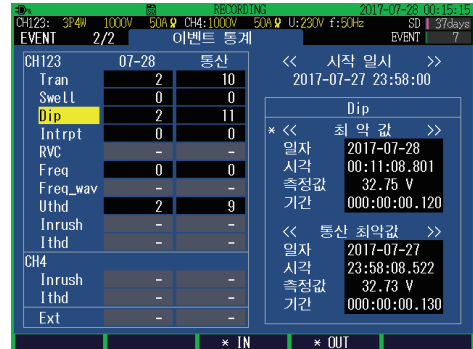 RECORDING 2017-07-28 00:15:15
CH123: 3P4W 1000V 50A CH4:1000V 50A U:230V f:50Hz SD 37days
EVENT 2/2 이벤트 통계 EVENT 7
CH123 07-28 통산
Tran 2 10
Swell 0 0
Dip 2 11
Intrpt 0 0
RVC - -
Freq 0 0
Freq_wav - -
Uthd 2 9
Inrush - -
Ithd - -
CH4
Inrush - -
Ithd - -
Ext - -
<< 시작 일시 >>
2017-07-27 23:58:00
Dip
* << 최 악 값 >>
일자 2017-07-28
시각 00:11:08.801
측정값 32.75 V
기간 000:00:00.120
<< 통산 최악값 >>
일자 2017-07-27
시각 23:58:08.522
측정값 32.73 V
기간 000:00:00.130
* IN * OUT